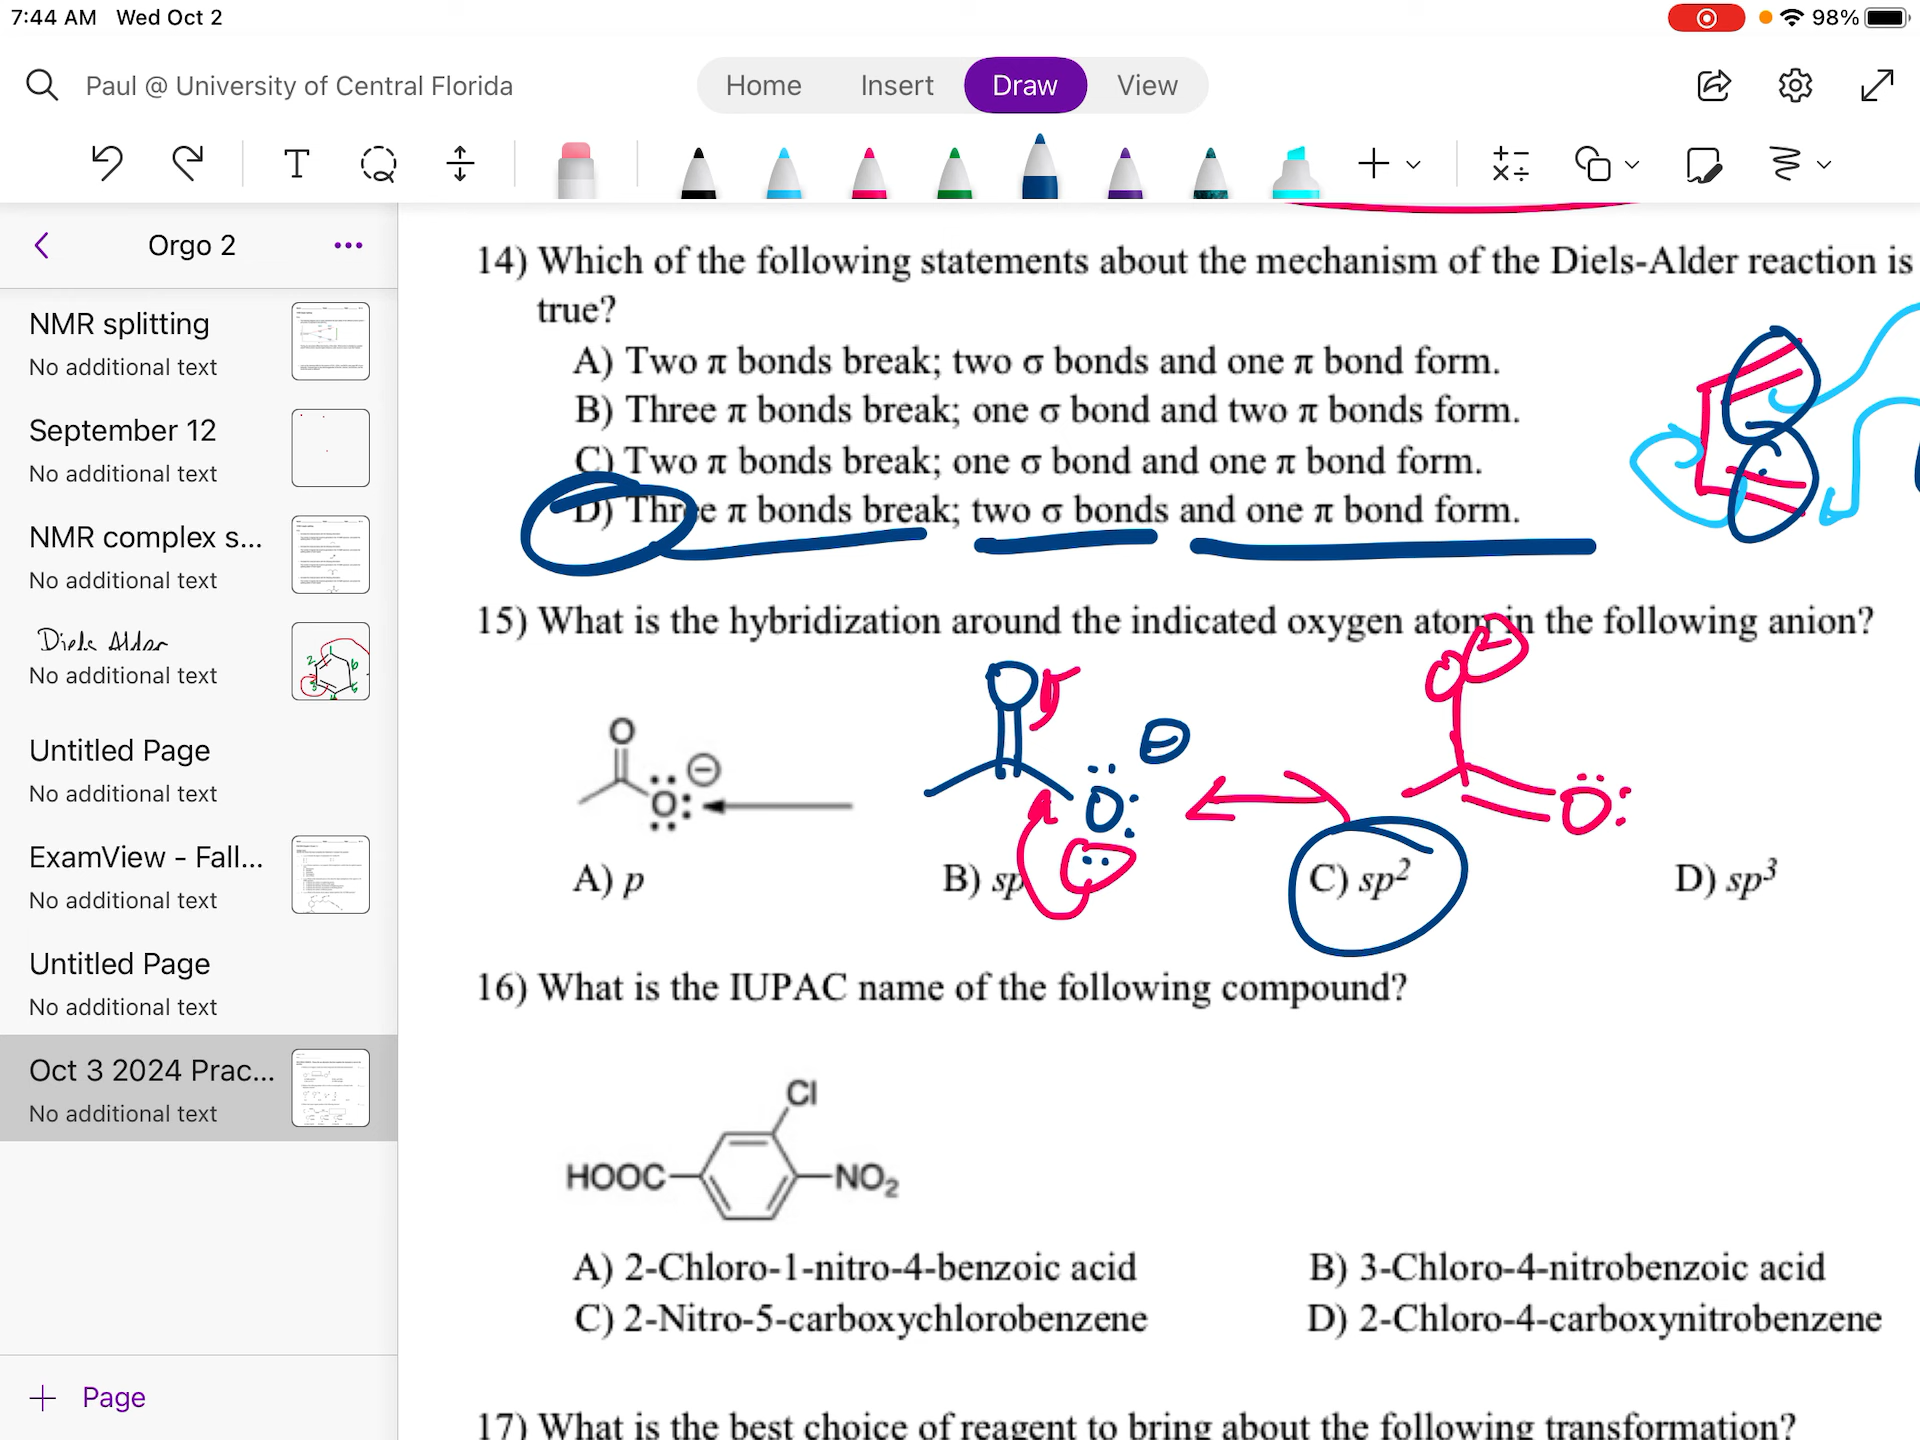 7:44 AM Wed Oct 2
98%
Paul @ University of Central Florida
Home Insert Draw View
T
Orgo 2
NMR splitting
No additional text
September 12
No additional text
NMR complex s...
No additional text
Diels Alder
No additional text
Untitled Page
No additional text
ExamView - Fall...
No additional text
Untitled Page
No additional text
Oct 3 2024 Prac...
No additional text
+ Page
14) Which of the following statements about the mechanism of the Diels-Alder reaction is
true?
A) Two π bonds break; two σ bonds and one π bond form.
B) Three π bonds break; one σ bond and two π bonds form.
C) Two π bonds break; one σ bond and one π bond form.
D) Three π bonds break; two σ bonds and one π bond form.
15) What is the hybridization around the indicated oxygen atom in the following anion?
O
O
O
O
O
O
A) p B) sp C) sp² D) sp³
16) What is the IUPAC name of the following compound?
Cl
HOOC NO₂
A) 2-Chloro-1-nitro-4-benzoic acid B) 3-Chloro-4-nitrobenzoic acid
C) 2-Nitro-5-carboxychlorobenzene D) 2-Chloro-4-carboxynitrobenzene
17) What is the best choice of reagent to bring about the following transformation?